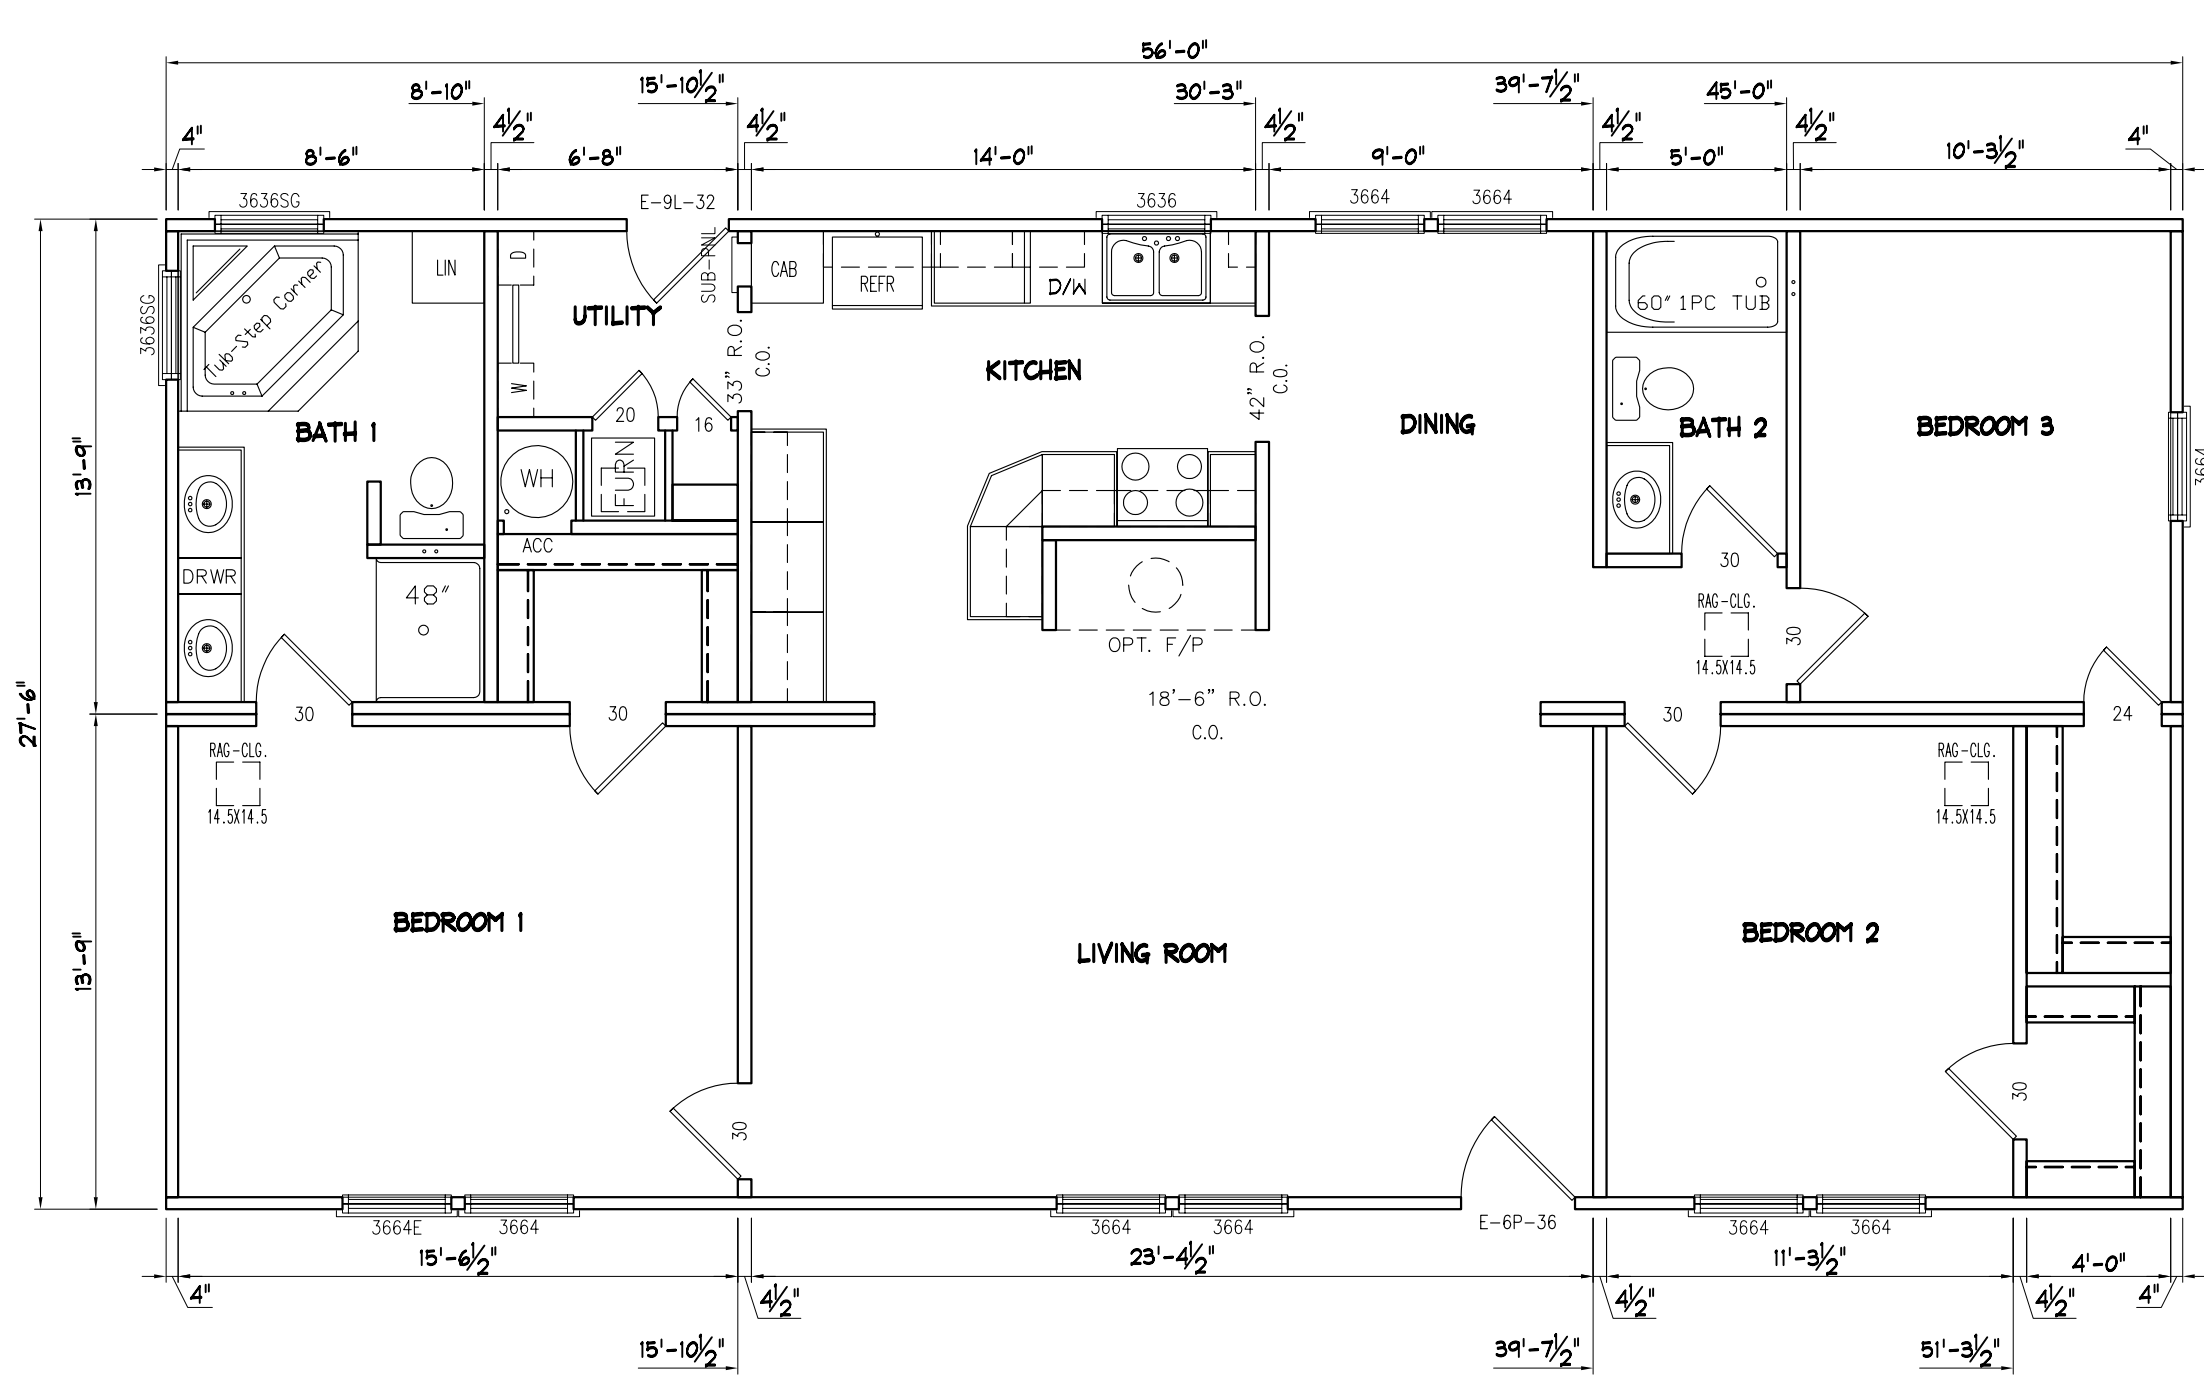 56'-0"
8'-10"
15'-10½"
30'-3"
39'-7½"
45'-0"
4"
4½"
4½"
4½"
4½"
4½"
4"
8'-6"
6'-8"
14'-0"
9'-0"
5'-0"
10'-3½"
3636SG
E-9L-32
3636
3664
3664
3636SG
Tub-Step Corner
LIN
D
UTILITY
W
SUB-PNL
33" R.O.
C.O.
CAB
REFR
D/W
KITCHEN
42" R.O.
C.O.
DINING
60" 1PC TUB
BATH 2
BEDROOM 3
3664
BATH 1
20
16
WH
FURN
ACC
DRWR
48"
13'-9"
27'-6"
30
30
OPT. F/P
18'-6" R.O.
C.O.
30
RAG-CLG.
14.5X14.5
30
30
24
RAG-CLG.
14.5X14.5
RAG-CLG.
14.5X14.5
BEDROOM 1
LIVING ROOM
BEDROOM 2
13'-9"
30
30
3664E
3664
3664
3664
E-6P-36
3664
3664
15'-6½"
23'-4½"
11'-3½"
4'-0"
4"
4½"
4½"
4½"
4"
15'-10½"
39'-7½"
51'-3½"